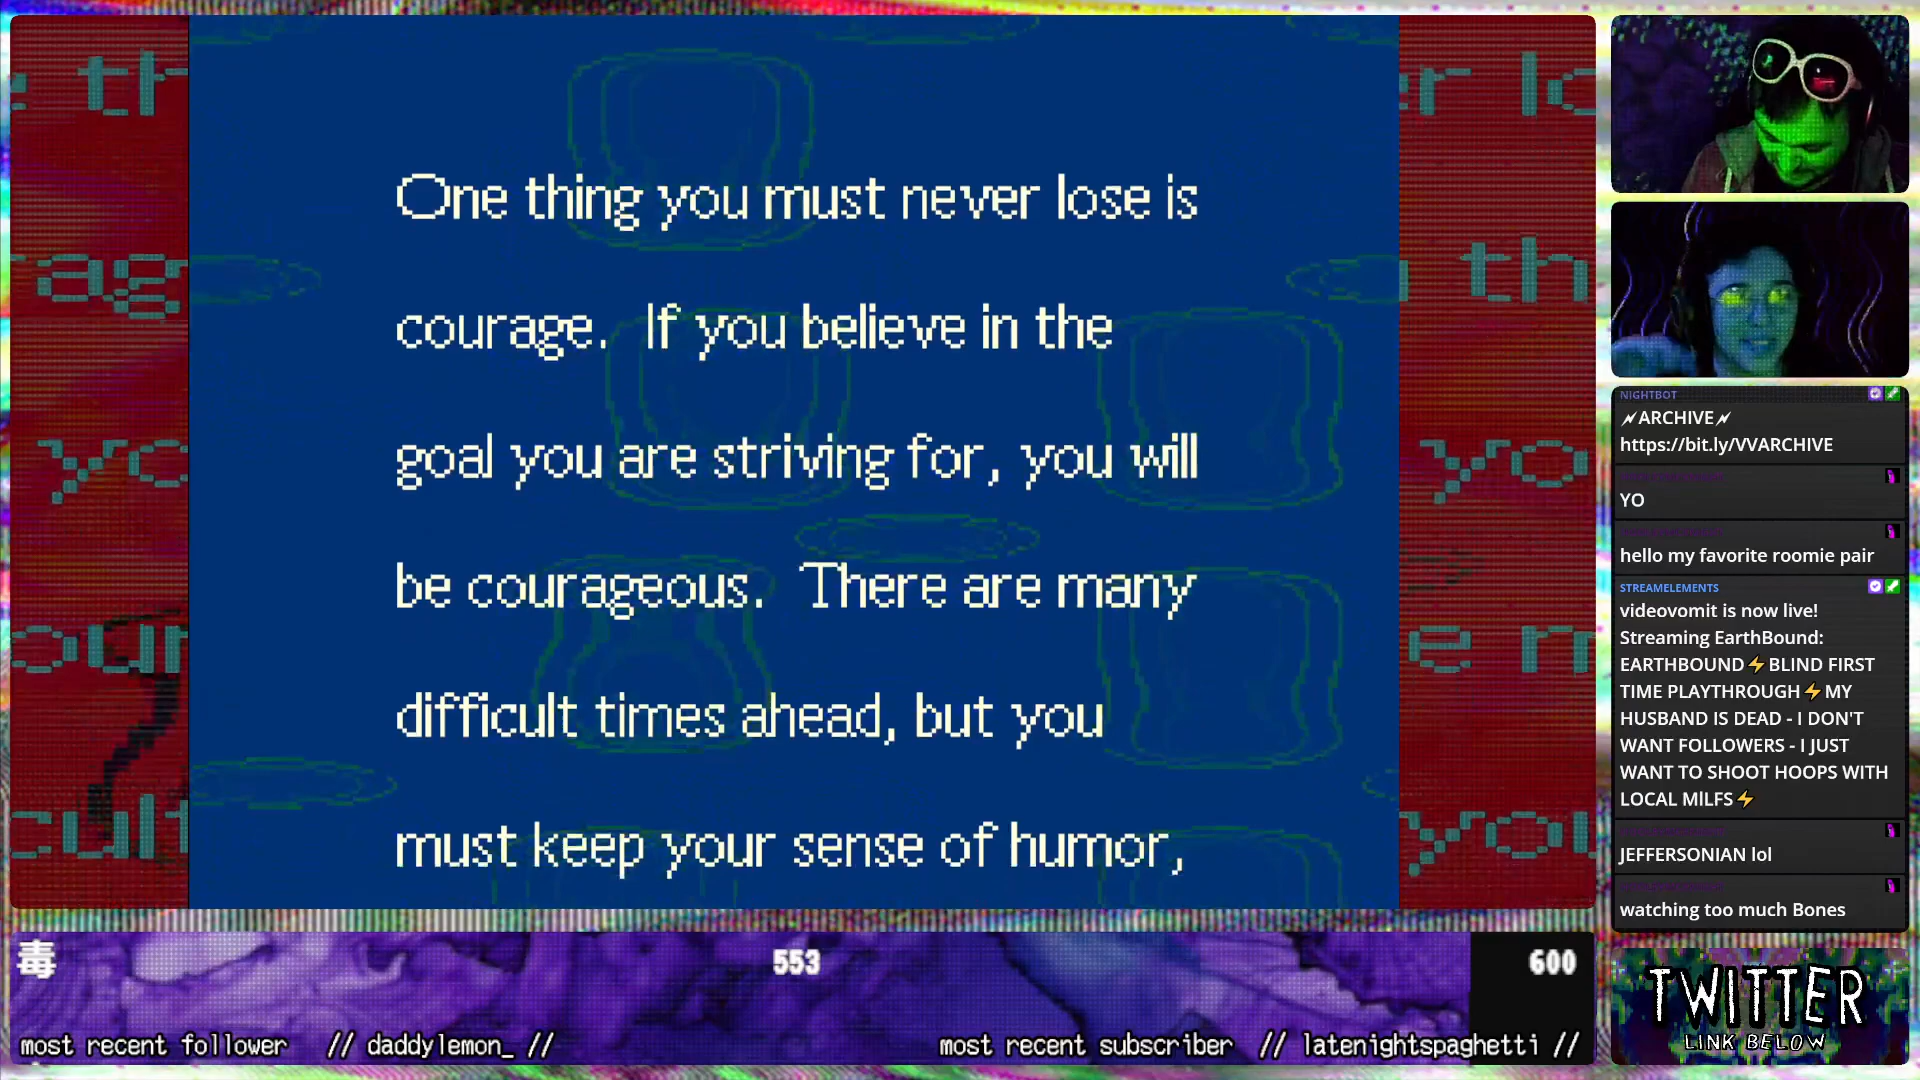 One thing you must never lose is
courage. If you believe in the
goal you are striving for, you will
be courageous. There are many
difficult times ahead, but you
must keep your sense of humor,
NIGHTBOT
⚡ARCHIVE⚡
https://bit.ly/VVARCHIVE
YO
hello my favorite roomie pair
STREAMELEMENTS
videovomit is now live!
Streaming EarthBound:
EARTHBOUND⚡BLIND FIRST
TIME PLAYTHROUGH⚡MY
HUSBAND IS DEAD - I DON'T
WANT FOLLOWERS - I JUST
WANT TO SHOOT HOOPS WITH
LOCAL MlLFS⚡
JEFFERSONIAN lol
watching too much Bones
毒
553
600
most recent follower // daddylemon_ //
most recent subscriber // latenightspaghetti //
TWITTER
LINK BELOW